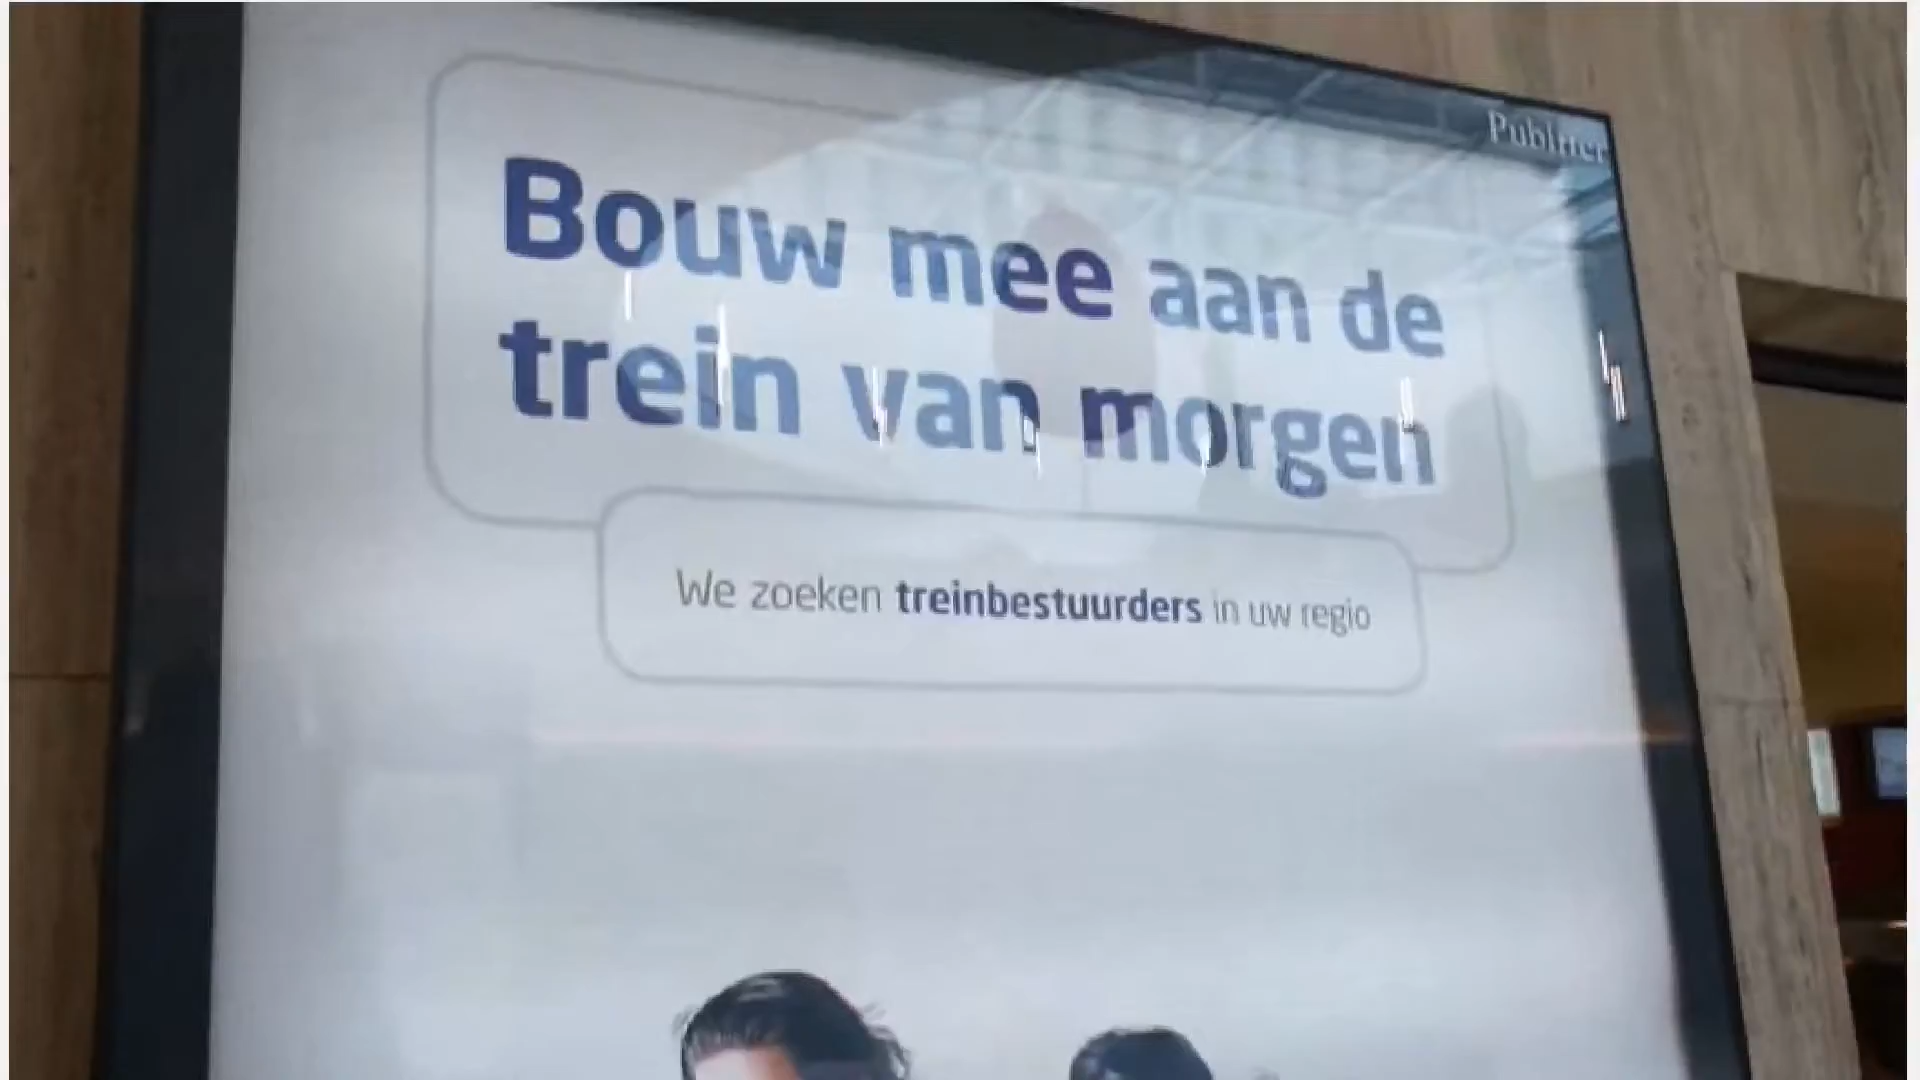 Publifer
Bouw mee aan de
trein van morgen
We zoeken treinbestuurders in uw regio